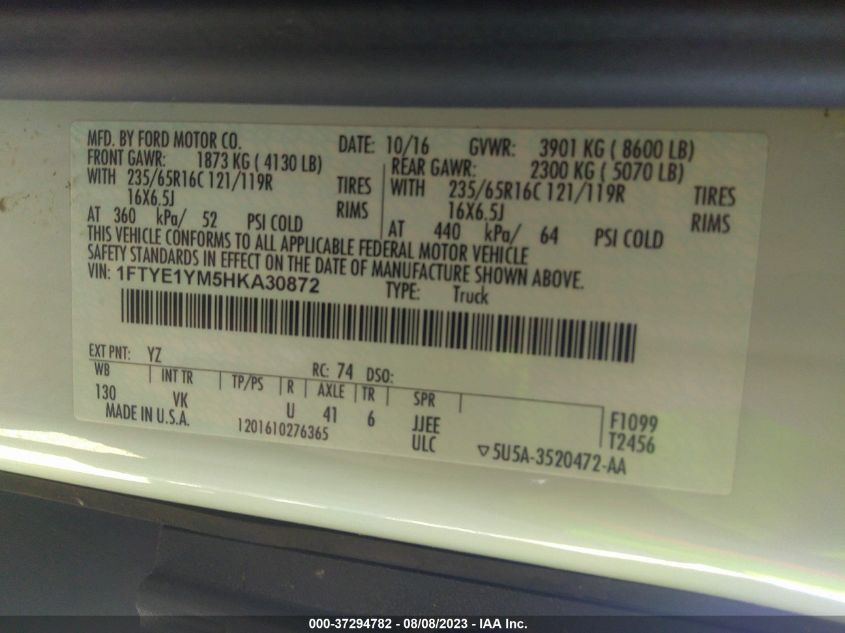 MFD. BY FORD MOTOR CO. DATE: 10/16 GVWR: 3901 KG ( 8600 LB)
FRONT GAWR: 1873 KG ( 4130 LB) REAR GAWR: 2300 KG ( 5070 LB)
WITH 235/65R16C 121/119R TIRES WITH 235/65R16C 121/119R TIRES
16X6.5J RIMS 16X6.5J RIMS
AT 360 kPa/ 52 PSI COLD AT 440 kPa/ 64 PSI COLD
THIS VEHICLE CONFORMS TO ALL APPLICABLE FEDERAL MOTOR VEHICLE
SAFETY STANDARDS IN EFFECT ON THE DATE OF MANUFACTURE SHOWN ABOVE.
VIN: 1FTYE1YM5HKA30872 TYPE: Truck
EXT PNT: YZ RC: 74 DSO:
WB INT TR TP/PS R AXLE TR SPR
130 VK U 41 6 JJEE F1099
MADE IN U.S.A. 1201610276365 ULC T2456
▽5U5A-3520472-AA
000-37294782 - 08/08/2023 - IAA Inc.